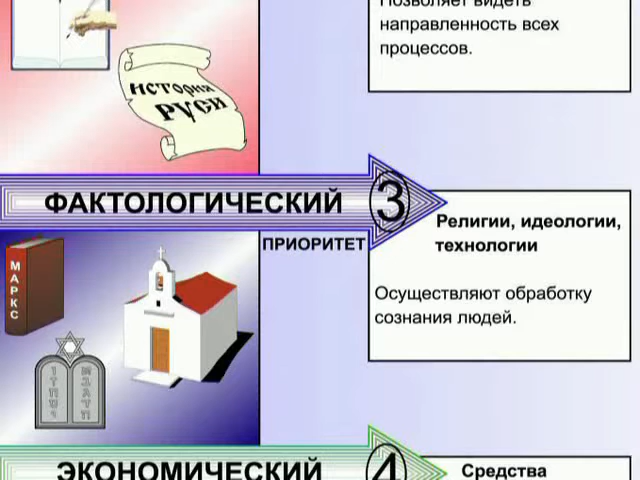 Позволяет видеть
направленность всех
процессов.
ИСТОРИЯ
РУСИ
ФАКТОЛОГИЧЕСКИЙ 3
ПРИОРИТЕТ
Религии, идеологии,
технологии
Осуществляют обработку
сознания людей.
МАРКС
ЭКОНОМИЧЕСКИЙ 4
Средства